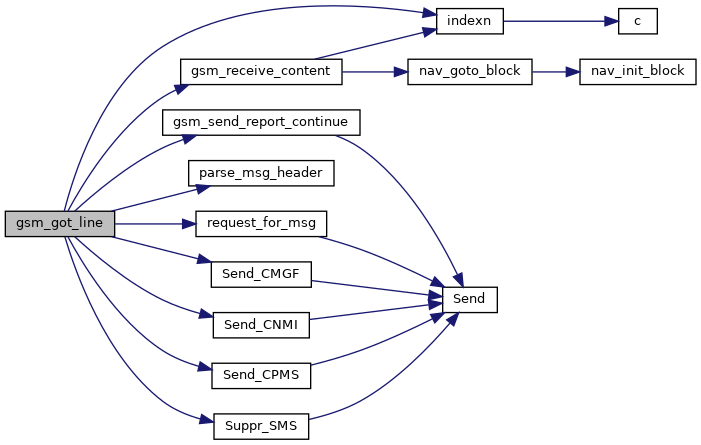 indexn
c
gsm_receive_content
nav_goto_block
nav_init_block
gsm_send_report_continue
parse_msg_header
gsm_got_line
request_for_msg
Send_CMGF
Send
Send_CNMI
Send_CPMS
Suppr_SMS